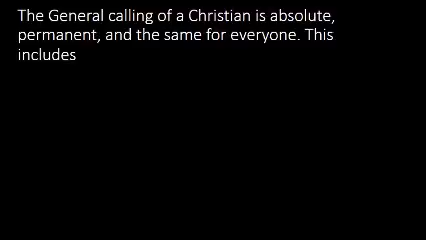 The General calling of a Christian is absolute,
permanent, and the same for everyone. This
includes